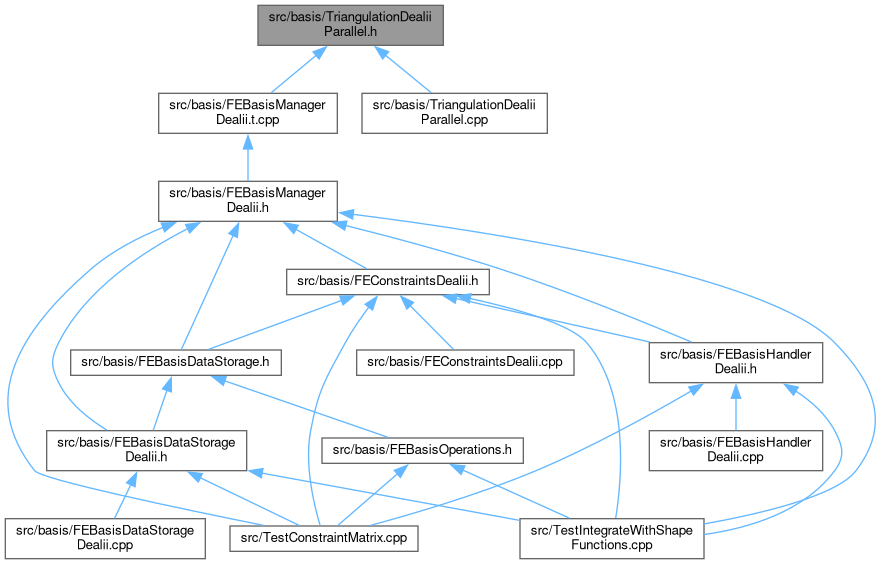 src/basis/TriangulationDealii
Parallel.h
src/basis/FEBasisManager
Dealii.t.cpp
src/basis/TriangulationDealii
Parallel.cpp
src/basis/FEBasisManager
Dealii.h
src/basis/FEConstraintsDealii.h
src/basis/FEBasisDataStorage.h
src/basis/FEConstraintsDealii.cpp
src/basis/FEBasisHandler
Dealii.h
src/basis/FEBasisDataStorage
Dealii.h
src/basis/FEBasisOperations.h
src/basis/FEBasisHandler
Dealii.cpp
src/basis/FEBasisDataStorage
Dealii.cpp
src/TestConstraintMatrix.cpp
src/TestIntegrateWithShape
Functions.cpp